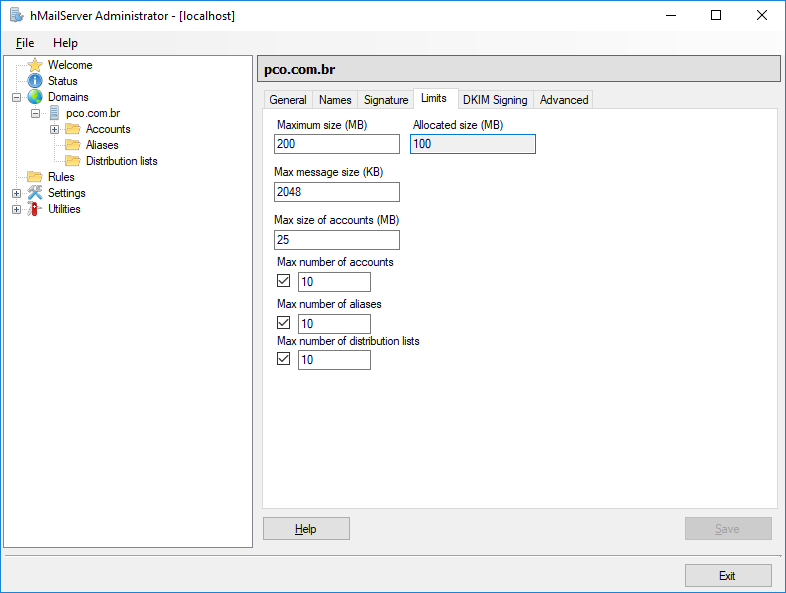 hMailServer Administrator - [localhost]
File Help
Welcome
Status
Domains
pco.com.br
Accounts
Aliases
Distribution lists
Rules
Settings
Utilities
pco.com.br
General Names Signature Limits DKIM Signing Advanced
Maximum size (MB) Allocated size (MB)
200 100
Max message size (KB)
2048
Max size of accounts (MB)
25
Max number of accounts
10
Max number of aliases
10
Max number of distribution lists
10
Help Save
Exit